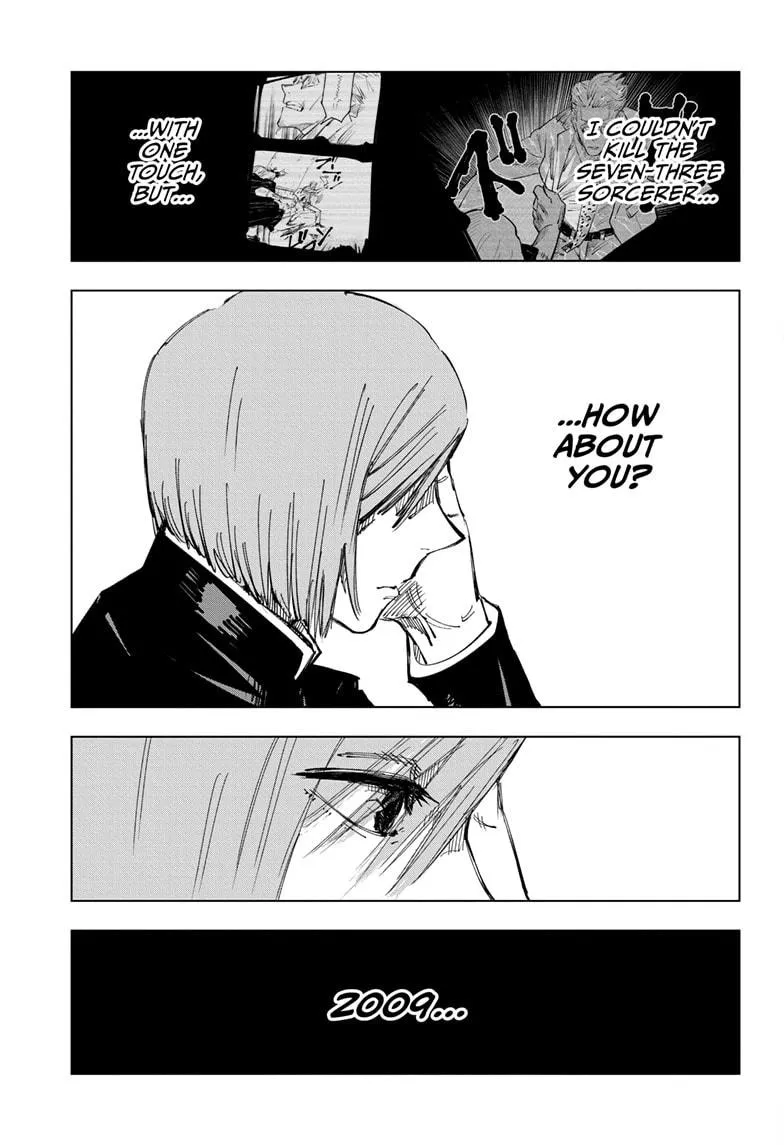 I COULDN'T
KILL THE
SEVEN-THREE
SORCERER...
...WITH
ONE
TOUCH,
BUT...
...HOW
ABOUT
YOU?
2009...